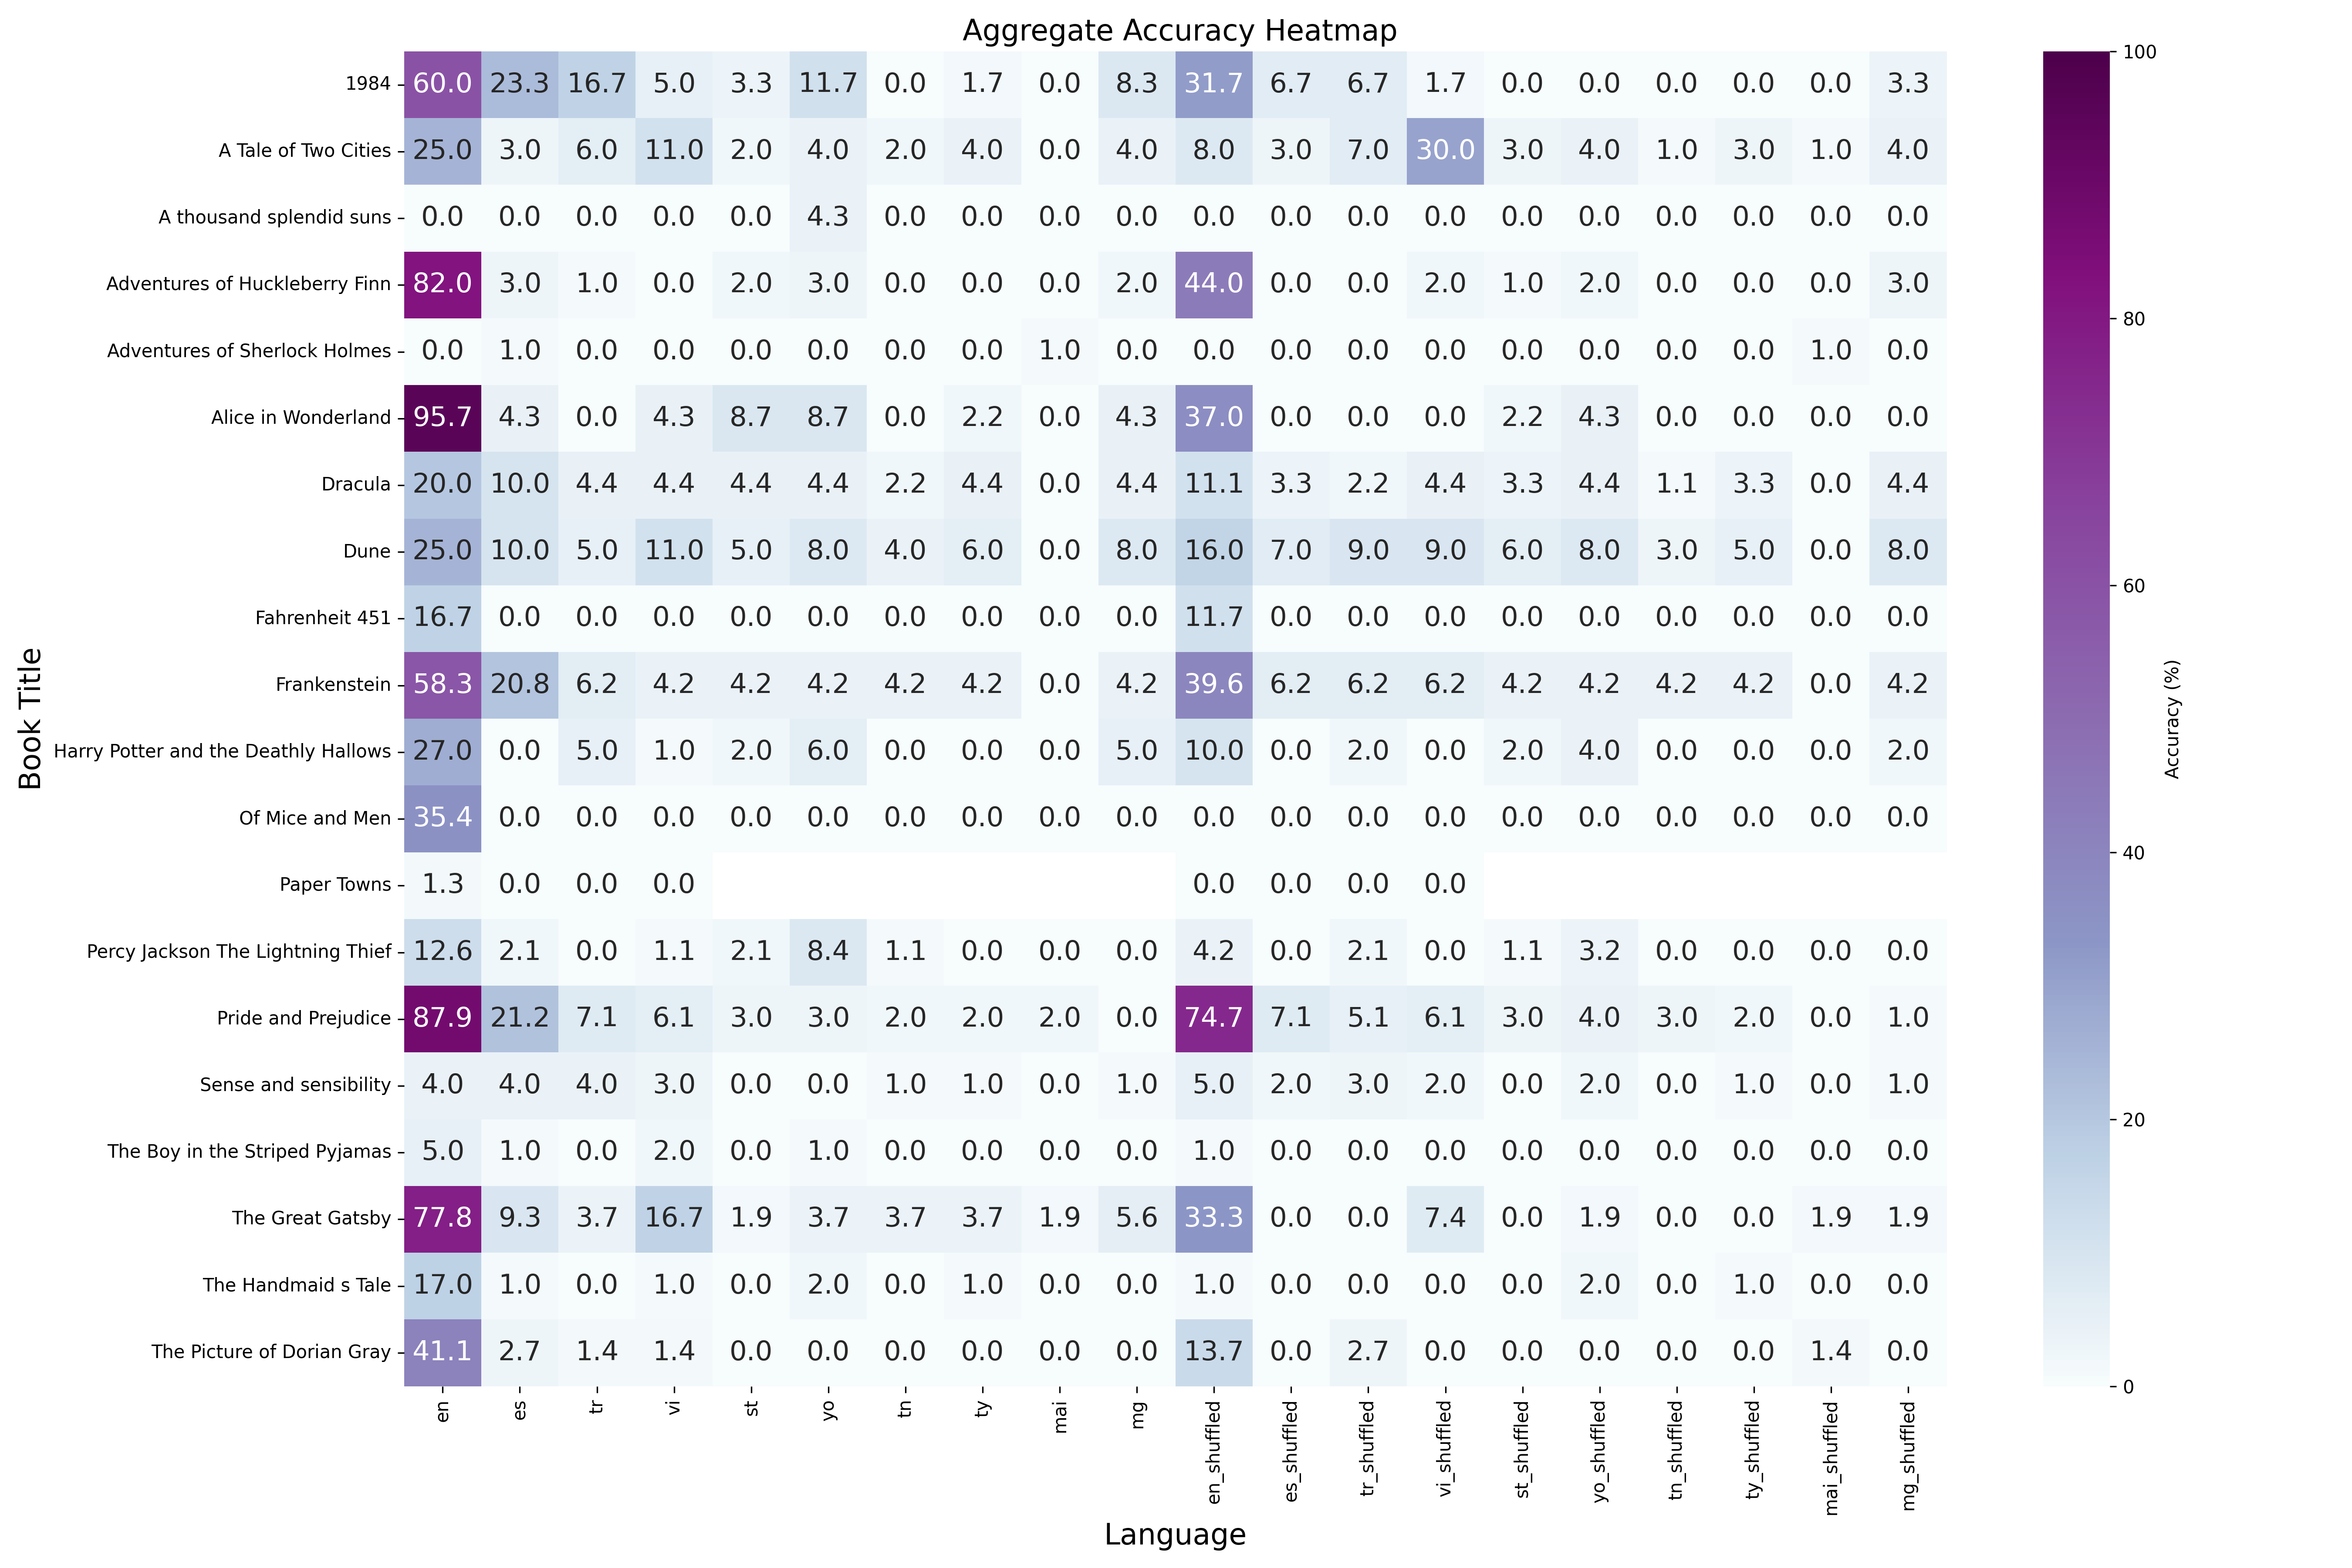 Aggregate Accuracy Heatmap
Book Title
1984 60.0 23.3 16.7 5.0 3.3 11.7 0.0 1.7 0.0 8.3 31.7 6.7 6.7 1.7 0.0 0.0 0.0 0.0 0.0 3.3
A Tale of Two Cities 25.0 3.0 6.0 11.0 2.0 4.0 2.0 4.0 0.0 4.0 8.0 3.0 7.0 30.0 3.0 4.0 1.0 3.0 1.0 4.0
A thousand splendid suns 0.0 0.0 0.0 0.0 0.0 4.3 0.0 0.0 0.0 0.0 0.0 0.0 0.0 0.0 0.0 0.0 0.0 0.0 0.0 0.0
Adventures of Huckleberry Finn 82.0 3.0 1.0 0.0 2.0 3.0 0.0 0.0 0.0 2.0 44.0 0.0 0.0 2.0 1.0 2.0 0.0 0.0 0.0 3.0
Adventures of Sherlock Holmes 0.0 1.0 0.0 0.0 0.0 0.0 0.0 0.0 1.0 0.0 0.0 0.0 0.0 0.0 0.0 0.0 0.0 0.0 1.0 0.0
Alice in Wonderland 95.7 4.3 0.0 4.3 8.7 8.7 0.0 2.2 0.0 4.3 37.0 0.0 0.0 0.0 2.2 4.3 0.0 0.0 0.0 0.0
Dracula 20.0 10.0 4.4 4.4 4.4 4.4 2.2 4.4 0.0 4.4 11.1 3.3 2.2 4.4 3.3 4.4 1.1 3.3 0.0 4.4
Dune 25.0 10.0 5.0 11.0 5.0 8.0 4.0 6.0 0.0 8.0 16.0 7.0 9.0 9.0 6.0 8.0 3.0 5.0 0.0 8.0
Fahrenheit 451 16.7 0.0 0.0 0.0 0.0 0.0 0.0 0.0 0.0 0.0 11.7 0.0 0.0 0.0 0.0 0.0 0.0 0.0 0.0 0.0
Frankenstein 58.3 20.8 6.2 4.2 4.2 4.2 4.2 4.2 0.0 4.2 39.6 6.2 6.2 6.2 4.2 4.2 4.2 4.2 0.0 4.2
Harry Potter and the Deathly Hallows 27.0 0.0 5.0 1.0 2.0 6.0 0.0 0.0 0.0 5.0 10.0 0.0 2.0 0.0 2.0 4.0 0.0 0.0 0.0 2.0
Of Mice and Men 35.4 0.0 0.0 0.0 0.0 0.0 0.0 0.0 0.0 0.0 0.0 0.0 0.0 0.0 0.0 0.0 0.0 0.0 0.0 0.0
Paper Towns 1.3 0.0 0.0 0.0 0.0 0.0 0.0 0.0
Percy Jackson The Lightning Thief 12.6 2.1 0.0 1.1 2.1 8.4 1.1 0.0 0.0 0.0 4.2 0.0 2.1 0.0 1.1 3.2 0.0 0.0 0.0 0.0
Pride and Prejudice 87.9 21.2 7.1 6.1 3.0 3.0 2.0 2.0 2.0 0.0 74.7 7.1 5.1 6.1 3.0 4.0 3.0 2.0 0.0 1.0
Sense and sensibility 4.0 4.0 4.0 3.0 0.0 0.0 1.0 1.0 0.0 1.0 5.0 2.0 3.0 2.0 0.0 2.0 0.0 1.0 0.0 1.0
The Boy in the Striped Pyjamas 5.0 1.0 0.0 2.0 0.0 1.0 0.0 0.0 0.0 0.0 1.0 0.0 0.0 0.0 0.0 0.0 0.0 0.0 0.0 0.0
The Great Gatsby 77.8 9.3 3.7 16.7 1.9 3.7 3.7 3.7 1.9 5.6 33.3 0.0 0.0 7.4 0.0 1.9 0.0 0.0 1.9 1.9
The Handmaid s Tale 17.0 1.0 0.0 1.0 0.0 2.0 0.0 1.0 0.0 0.0 1.0 0.0 0.0 0.0 0.0 2.0 0.0 1.0 0.0 0.0
The Picture of Dorian Gray 41.1 2.7 1.4 1.4 0.0 0.0 0.0 0.0 0.0 0.0 13.7 0.0 2.7 0.0 0.0 0.0 0.0 0.0 1.4 0.0
en es tr vi st yo tn ty mai mg en_shuffled es_shuffled tr_shuffled vi_shuffled st_shuffled yo_shuffled tn_shuffled ty_shuffled mai_shuffled mg_shuffled
Language
100
80
60
40
20
0
Accuracy (%)